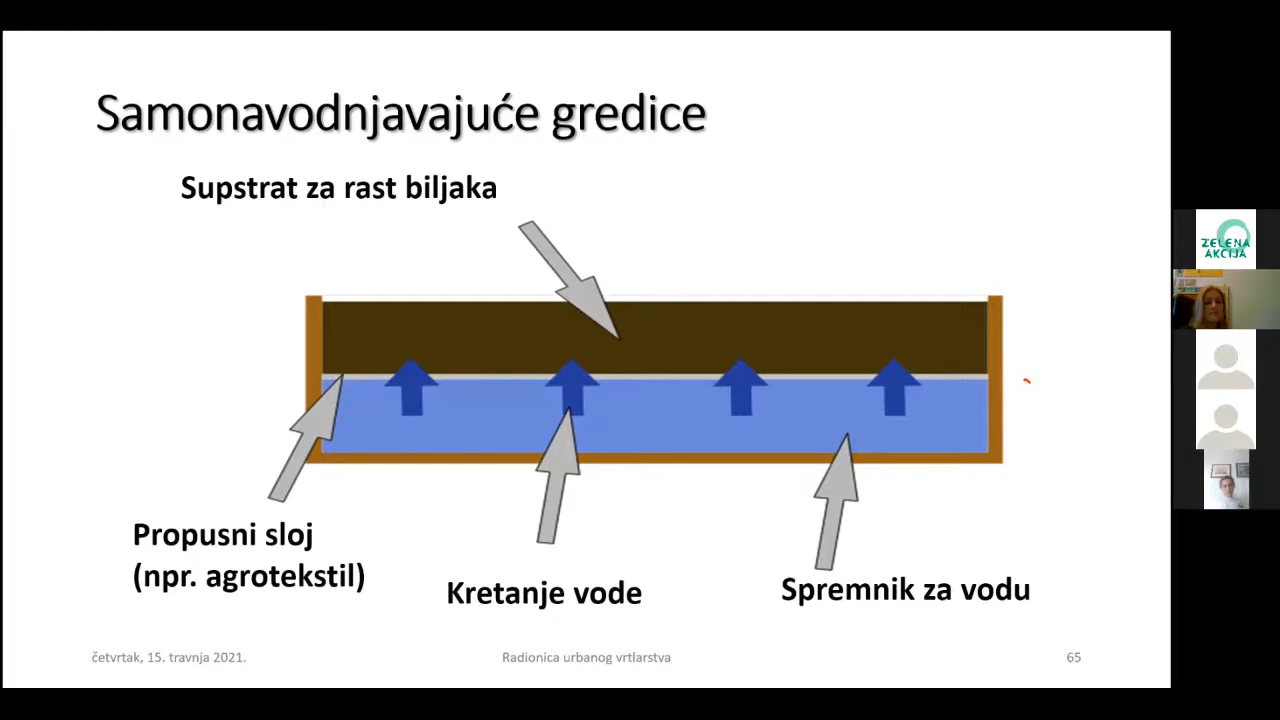 Samonavodnjavajuće gredice
Supstrat za rast biljaka
Propusni sloj
(npr. agrotekstil)
Kretanje vode
Spremnik za vodu
četvrtak, 15. travnja 2021.
Radionica urbanog vrtlarstva
65
ZELENA
AKCIJA